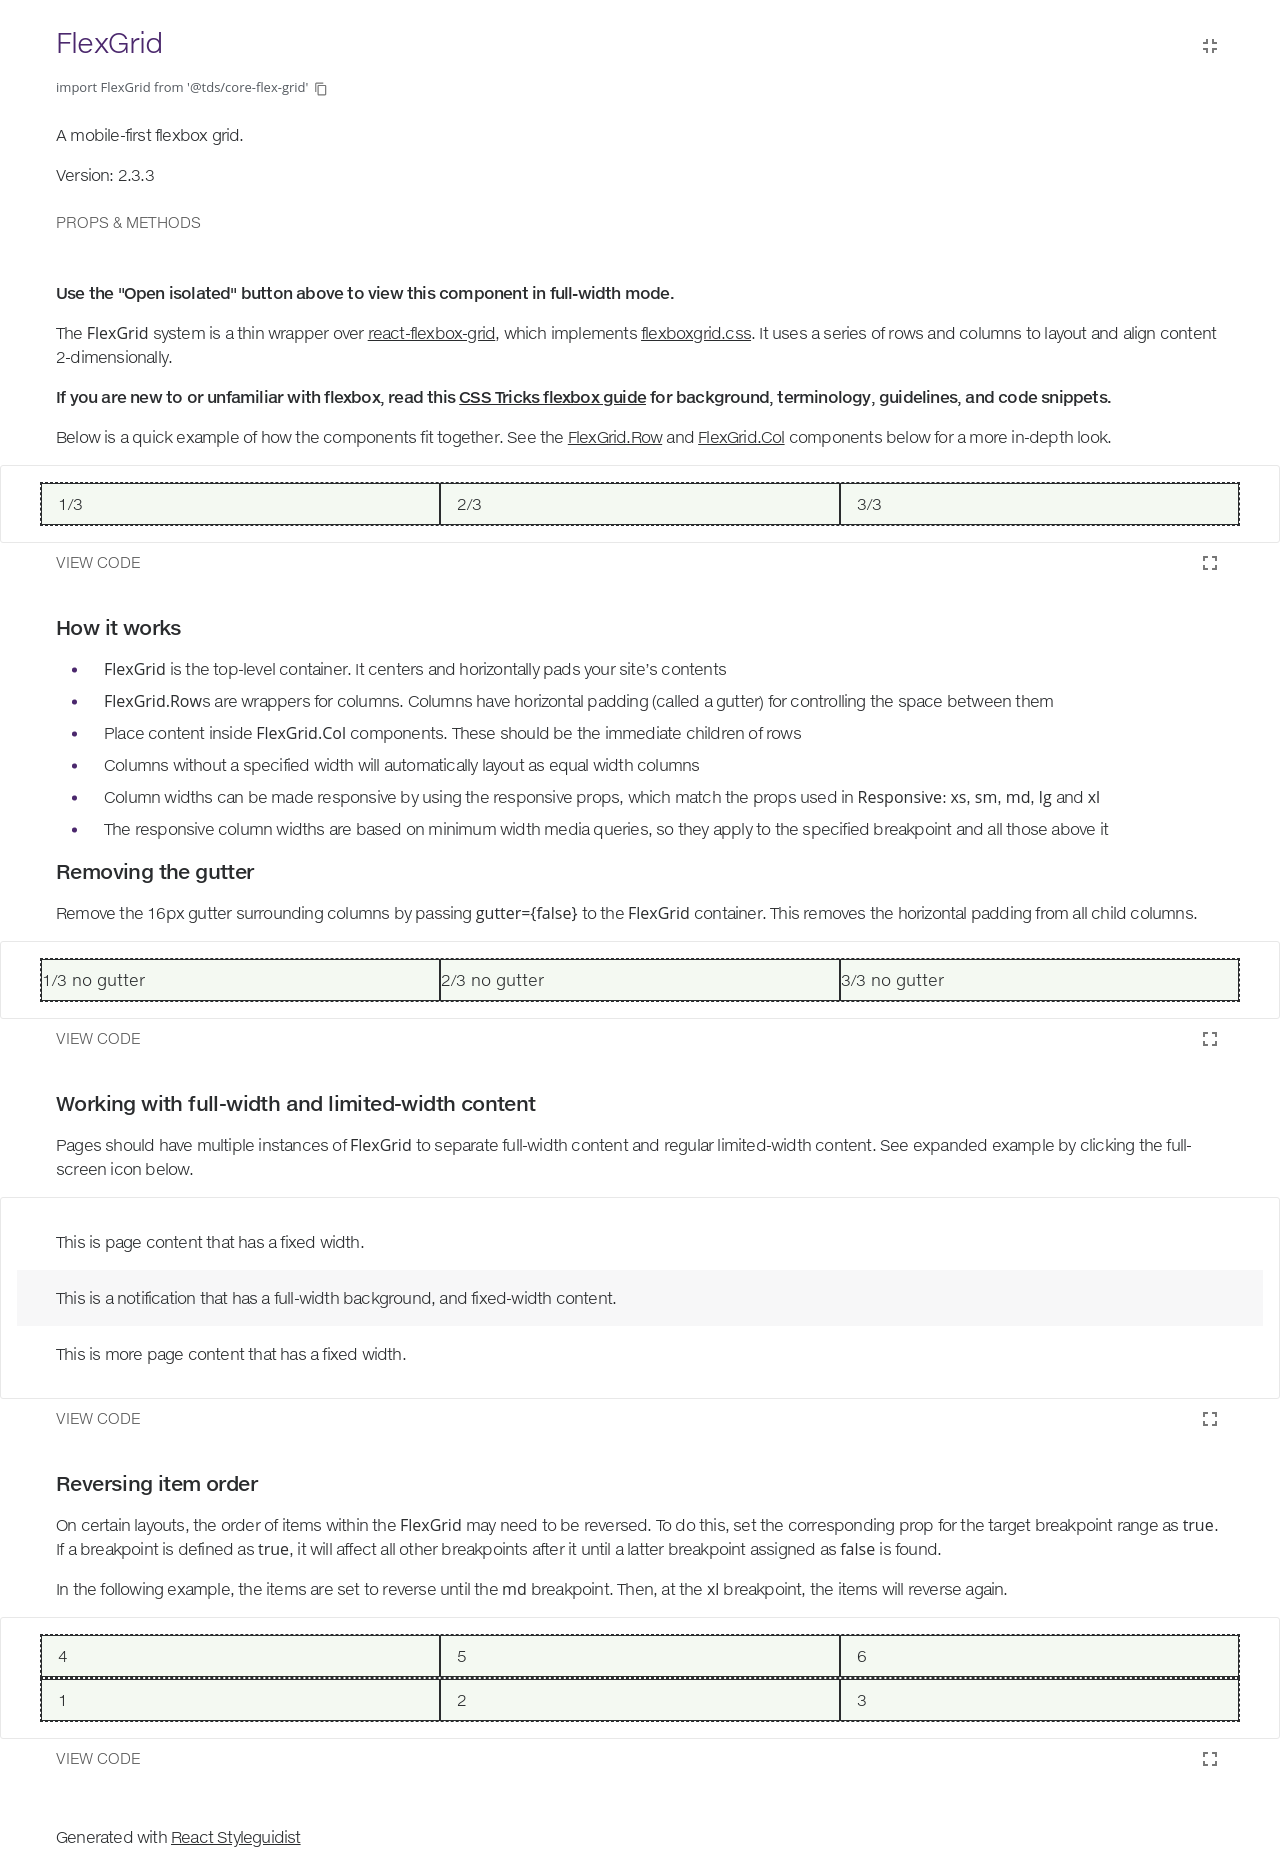 FlexGrid
import FlexGrid from '@tds/core-flex-grid'
A mobile-first flexbox grid.
Version: 2.3.3
PROPS & METHODS
Use the "Open isolated" button above to view this component in full-width mode.
The FlexGrid system is a thin wrapper over react-flexbox-grid, which implements flexboxgrid.css. It uses a series of rows and columns to layout and align content
2-dimensionally.
If you are new to or unfamiliar with flexbox, read this CSS Tricks flexbox guide for background, terminology, guidelines, and code snippets.
Below is a quick example of how the components fit together. See the FlexGrid.Row and FlexGrid.Col components below for a more in-depth look.
1/3 2/3 3/3
VIEW CODE
How it works
• FlexGrid is the top-level container. It centers and horizontally pads your site's contents
• FlexGrid.Rows are wrappers for columns. Columns have horizontal padding (called a gutter) for controlling the space between them
• Place content inside FlexGrid.Col components. These should be the immediate children of rows
• Columns without a specified width will automatically layout as equal width columns
• Column widths can be made responsive by using the responsive props, which match the props used in Responsive: xs, sm, md, lg and xl
• The responsive column widths are based on minimum width media queries, so they apply to the specified breakpoint and all those above it
Removing the gutter
Remove the 16px gutter surrounding columns by passing gutter={false} to the FlexGrid container. This removes the horizontal padding from all child columns.
1/3 no gutter 2/3 no gutter 3/3 no gutter
VIEW CODE
Working with full-width and limited-width content
Pages should have multiple instances of FlexGrid to separate full-width content and regular limited-width content. See expanded example by clicking the full-
screen icon below.
This is page content that has a fixed width.
This is a notification that has a full-width background, and fixed-width content.
This is more page content that has a fixed width.
VIEW CODE
Reversing item order
On certain layouts, the order of items within the FlexGrid may need to be reversed. To do this, set the corresponding prop for the target breakpoint range as true.
If a breakpoint is defined as true, it will affect all other breakpoints after it until a latter breakpoint assigned as false is found.
In the following example, the items are set to reverse until the md breakpoint. Then, at the xl breakpoint, the items will reverse again.
4 5 6
1 2 3
VIEW CODE
Generated with React Styleguidist